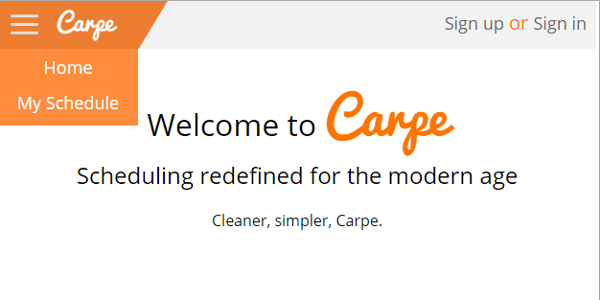 Carpe
Sign up or Sign in
Home
My Schedule
Welcome to Carpe
Scheduling redefined for the modern age
Cleaner, simpler, Carpe.